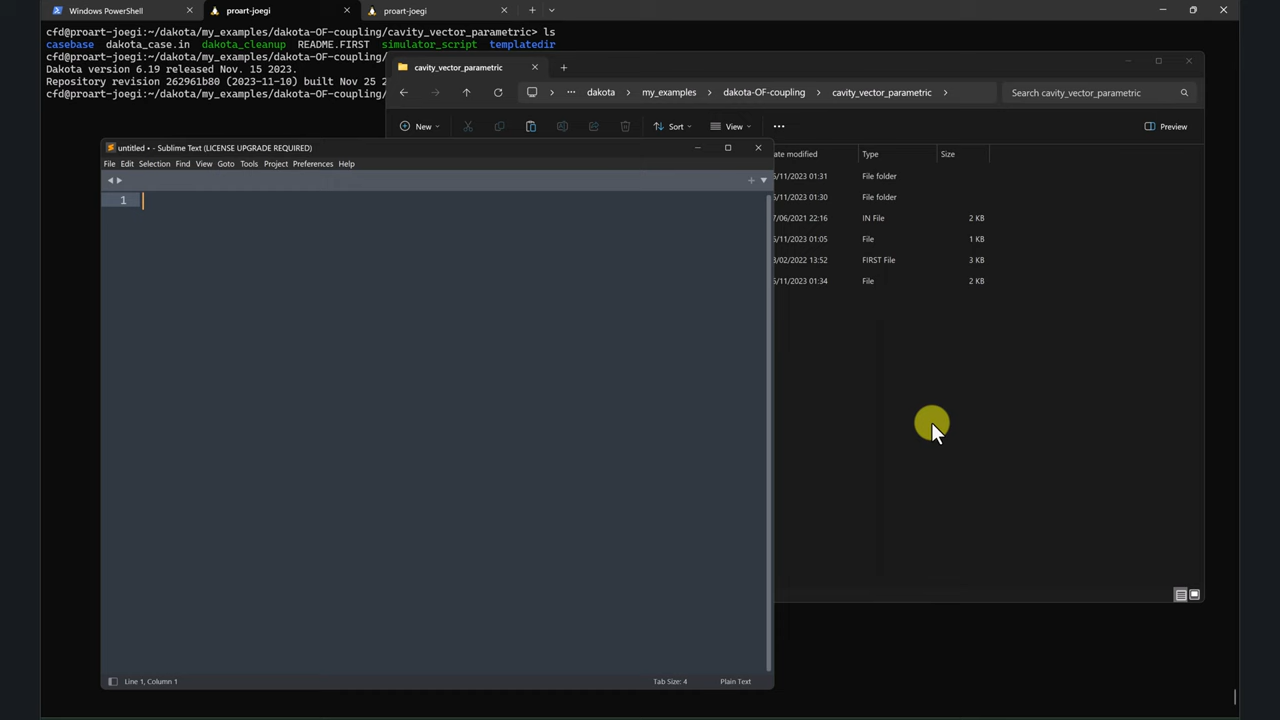 Windows PowerShell
proart-joegi
proart-joegi
cfd@proart-joegi:~/dakota/my_examples/dakota-OF-coupling/cavity_vector_parametric> ls
casebase dakota_case.in dakota_cleanup README.FIRST simulator_script templatedir
cfd@proart-joegi:~/dakota/my_examples/dakota-OF-coupling/
Dakota version 6.19 released Nov. 15 2023.
Repository revision 262961b80 (2023-11-10) built Nov 25 2
cfd@proart-joegi:~/dakota/my_examples/dakota-OF-coupling/
cavity_vector_parametric
dakota my_examples dakota-OF-coupling cavity_vector_parametric
Search cavity_vector_parametric
New Sort View Preview
ate modified Type Size
/11/2023 01:31 File folder
/11/2023 01:30 File folder
/06/2021 22:16 IN File 2 KB
/11/2023 01:05 File 1 KB
/02/2022 13:52 FIRST File 3 KB
/11/2023 01:34 File 2 KB
untitled • - Sublime Text (LICENSE UPGRADE REQUIRED)
File Edit Selection Find View Goto Tools Project Preferences Help
1
Line 1, Column 1 Tab Size: 4 Plain Text